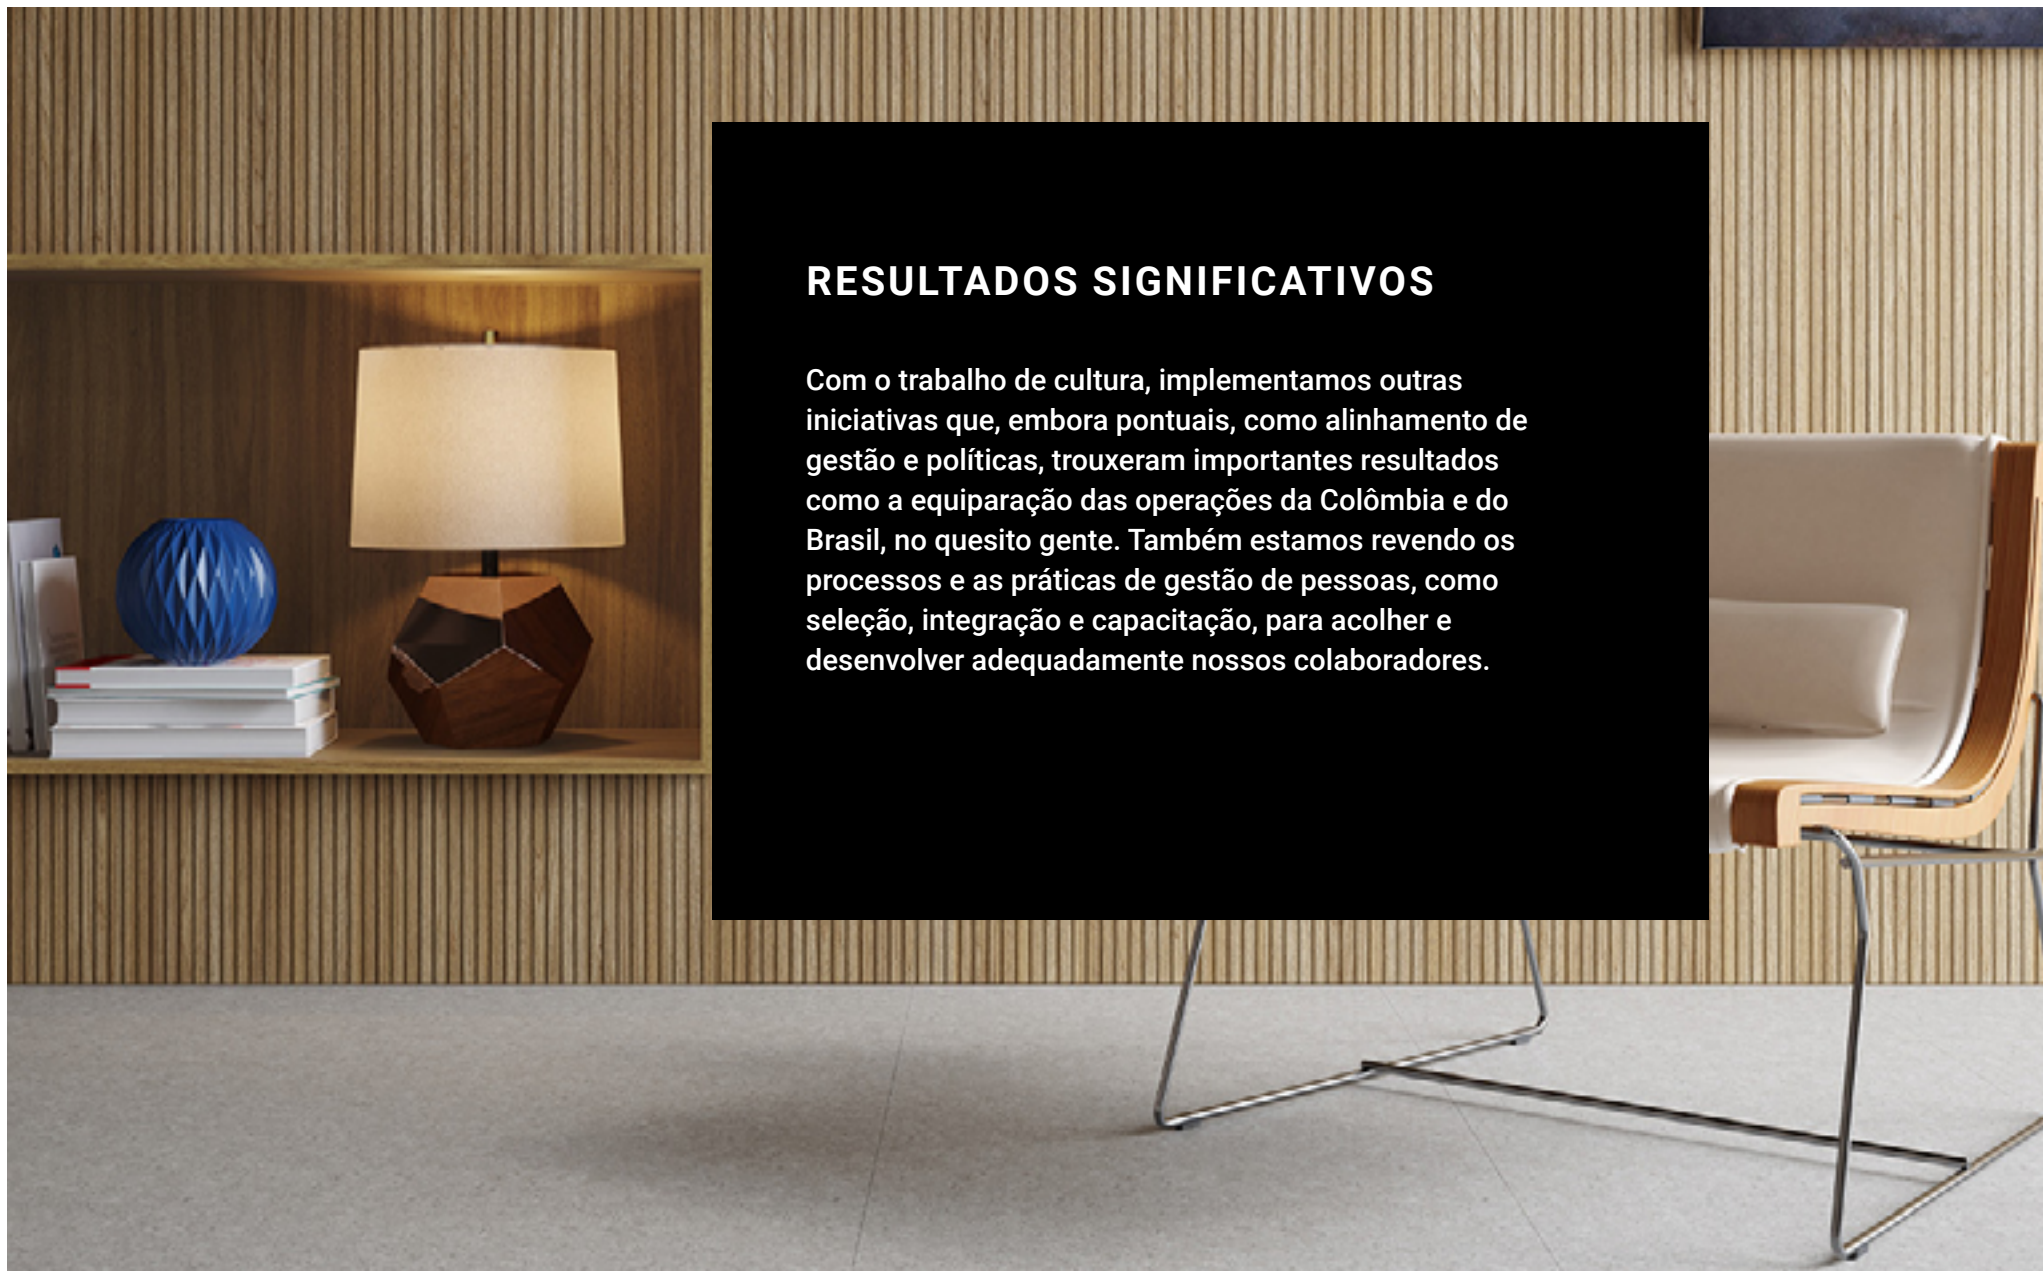 RESULTADOS SIGNIFICATIVOS
Com o trabalho de cultura, implementamos outras
iniciativas que, embora pontuais, como alinhamento de
gestão e políticas, trouxeram importantes resultados
como a equiparação das operações da Colômbia e do
Brasil, no quesito gente. Também estamos revendo os
processos e as práticas de gestão de pessoas, como
seleção, integração e capacitação, para acolher e
desenvolver adequadamente nossos colaboradores.